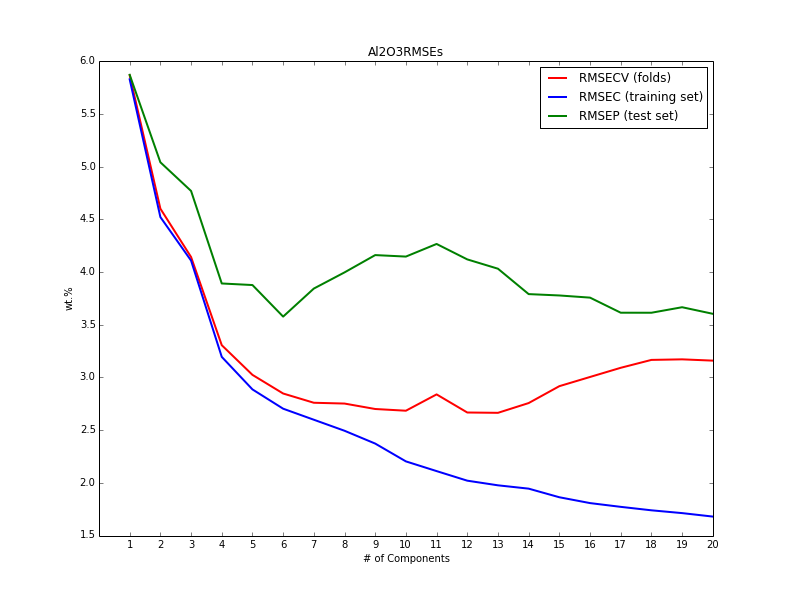 Al2O3RMSEs
RMSECV (folds)
RMSEC (training set)
RMSEP (test set)
6.0
5.5
5.0
4.5
4.0
3.5
3.0
2.5
2.0
1.5
wt.%
1 2 3 4 5 6 7 8 9 10 11 12 13 14 15 16 17 18 19 20
# of Components